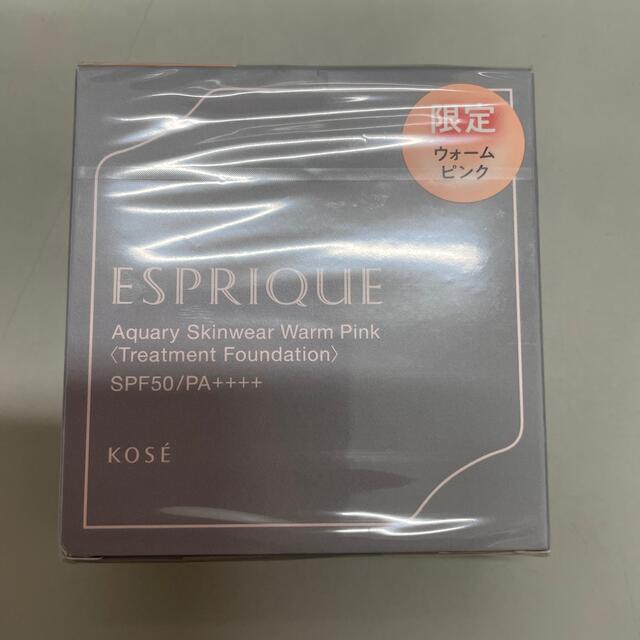 限定
ウォーム
ピンク
ESPRIQUE
Aquary Skinwear Warm Pink
〈Treatment Foundation〉
SPF50/PA++++
KOSÉ